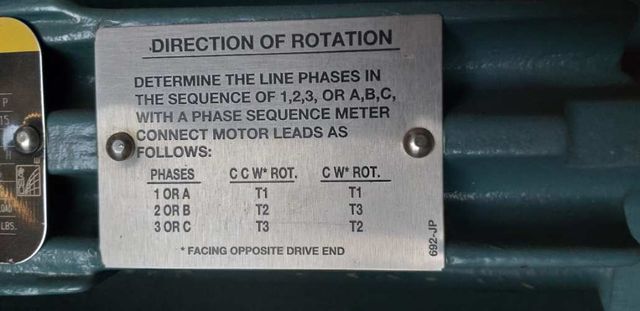 DIRECTION OF ROTATION
DETERMINE THE LINE PHASES IN
THE SEQUENCE OF 1,2,3, OR A,B,C,
WITH A PHASE SEQUENCE METER
CONNECT MOTOR LEADS AS
FOLLOWS:
PHASES C C W* ROT. C W* ROT.
1 OR A T1 T1
2 OR B T2 T3
3 OR C T3 T2
* FACING OPPOSITE DRIVE END
692-JP
P
15
H
LBS.